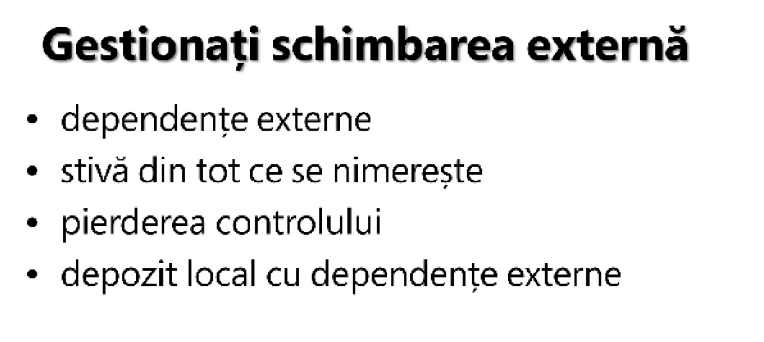 Gestionați schimbarea externă
• dependențe externe
• stivă din tot ce se nimerește
• pierderea controlului
• depozit local cu dependențe externe